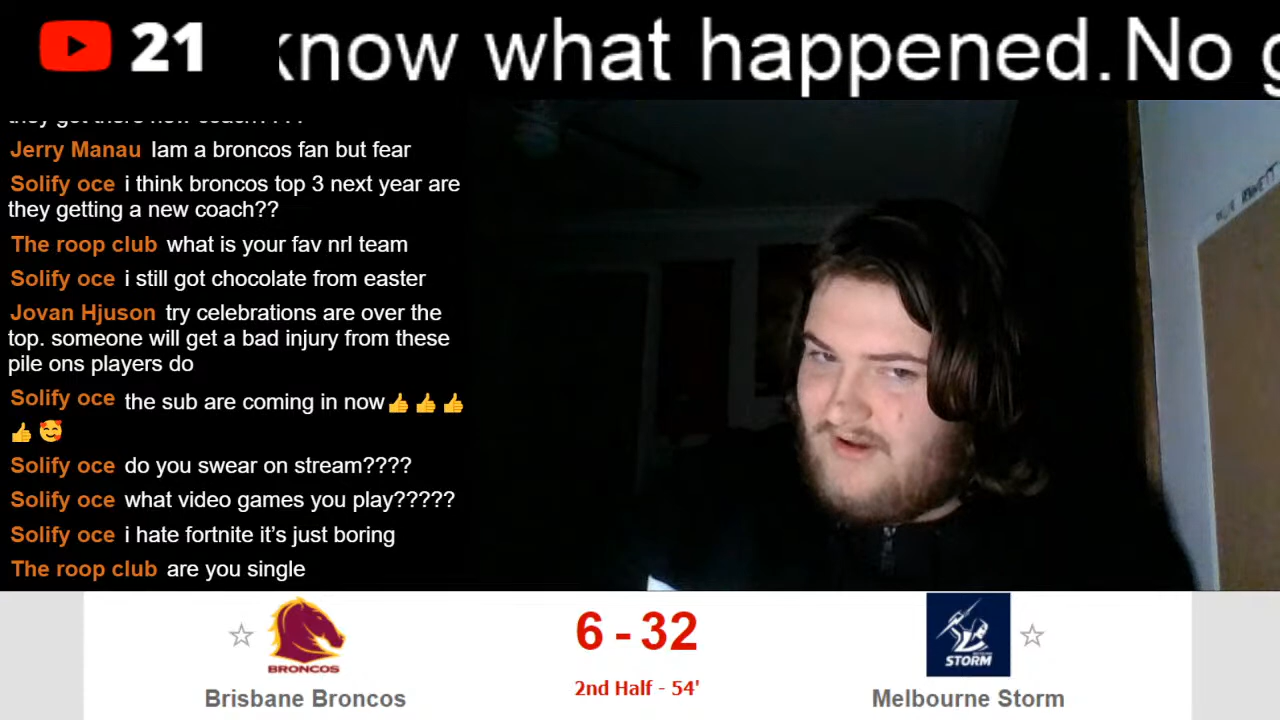 21 know what happened.No g
Jerry Manau Iam a broncos fan but fear
Solify oce i think broncos top 3 next year are
they getting a new coach??
The roop club what is your fav nrl team
Solify oce i still got chocolate from easter
Jovan Hjuson try celebrations are over the
top. someone will get a bad injury from these
pile ons players do
Solify oce the sub are coming in now👍👍👍
👍🥰
Solify oce do you swear on stream????
Solify oce what video games you play?????
Solify oce i hate fortnite it's just boring
The roop club are you single
BRONCOS
Brisbane Broncos
6 - 32
2nd Half - 54'
STORM
Melbourne Storm